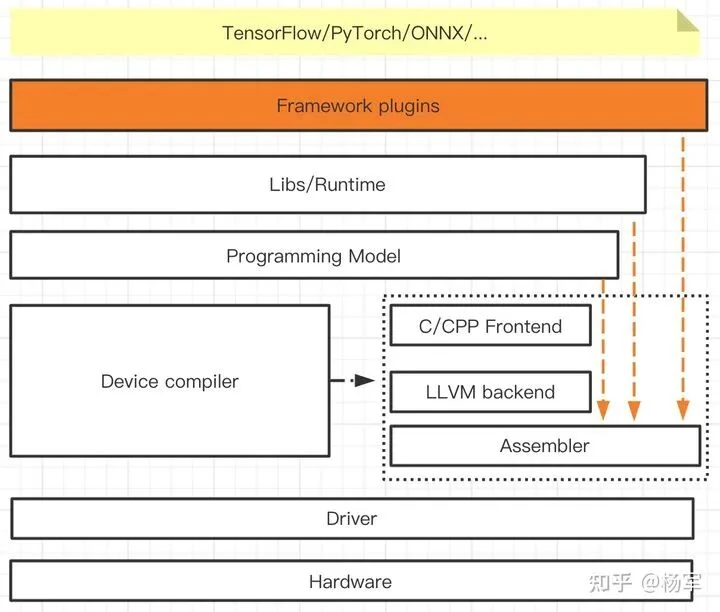 TensorFlow/PyTorch/ONNX/...
Framework plugins
Libs/Runtime
Programming Model
Device compiler
C/CPP Frontend
LLVM backend
Assembler
Driver
Hardware
知乎 @杨军